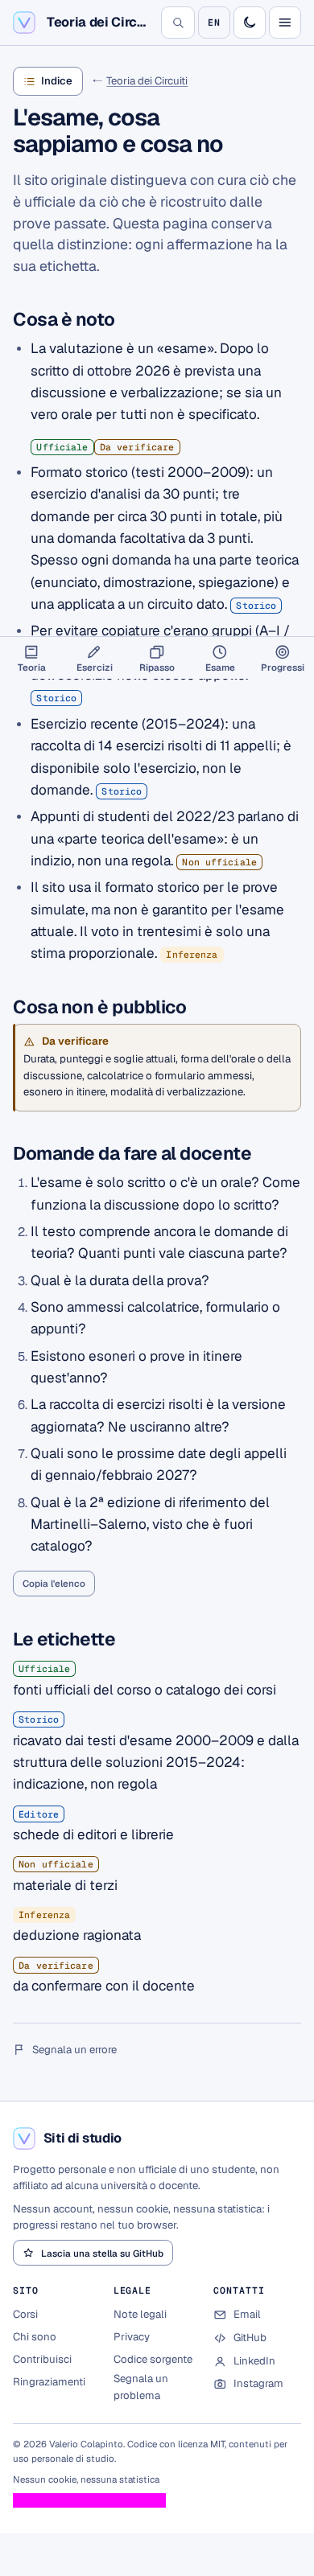 Teoria dei Circ...
EN
Indice
← Teoria dei Circuiti
L'esame, cosa
sappiamo e cosa no
Il sito originale distingueva con cura ciò che
è ufficiale da ciò che è ricostruito dalle
prove passate. Questa pagina conserva
quella distinzione: ogni affermazione ha la
sua etichetta.
Cosa è noto
La valutazione è un «esame». Dopo lo
scritto di ottobre 2026 è prevista una
discussione e verbalizzazione; se sia un
vero orale per tutti non è specificato.
Ufficiale Da verificare
Formato storico (testi 2000–2009): un
esercizio d'analisi da 30 punti; tre
domande per circa 30 punti in totale, più
una domanda facoltativa da 3 punti.
Spesso ogni domanda ha una parte teorica
(enunciato, dimostrazione, spiegazione) e
una applicata a un circuito dato. Storico
Per evitare copiature c'erano gruppi (A–I /
Teoria Esercizi Ripasso Esame Progressi
Storico
Esercizio recente (2015–2024): una
raccolta di 14 esercizi risolti di 11 appelli; è
disponibile solo l'esercizio, non le
domande. Storico
Appunti di studenti del 2022/23 parlano di
una «parte teorica dell'esame»: è un
indizio, non una regola. Non ufficiale
Il sito usa il formato storico per le prove
simulate, ma non è garantito per l'esame
attuale. Il voto in trentesimi è solo una
stima proporzionale. Inferenza
Cosa non è pubblico
Da verificare
Durata, punteggi e soglie attuali, forma dell'orale o della
discussione, calcolatrice o formulario ammessi,
esonero in itinere, modalità di verbalizzazione.
Domande da fare al docente
1. L'esame è solo scritto o c'è un orale? Come
funziona la discussione dopo lo scritto?
2. Il testo comprende ancora le domande di
teoria? Quanti punti vale ciascuna parte?
3. Qual è la durata della prova?
4. Sono ammessi calcolatrice, formulario o
appunti?
5. Esistono esoneri o prove in itinere
quest'anno?
6. La raccolta di esercizi risolti è la versione
aggiornata? Ne usciranno altre?
7. Quali sono le prossime date degli appelli
di gennaio/febbraio 2027?
8. Qual è la 2ª edizione di riferimento del
Martinelli–Salerno, visto che è fuori
catalogo?
Copia l'elenco
Le etichette
Ufficiale
fonti ufficiali del corso o catalogo dei corsi
Storico
ricavato dai testi d'esame 2000–2009 e dalla
struttura delle soluzioni 2015–2024:
indicazione, non regola
Editore
schede di editori e librerie
Non ufficiale
materiale di terzi
Inferenza
deduzione ragionata
Da verificare
da confermare con il docente
Segnala un errore
Siti di studio
Progetto personale e non ufficiale di uno studente, non
affiliato ad alcuna università o docente.
Nessun account, nessun cookie, nessuna statistica: i
progressi restano nel tuo browser.
Lascia una stella su GitHub
SITO LEGALE CONTATTI
Corsi Note legali Email
Chi sono Privacy GitHub
Contribuisci Codice sorgente LinkedIn
Ringraziamenti Segnala un problema Instagram
© 2026 Valerio Colapinto. Codice con licenza MIT, contenuti per
uso personale di studio.
Nessun cookie, nessuna statistica